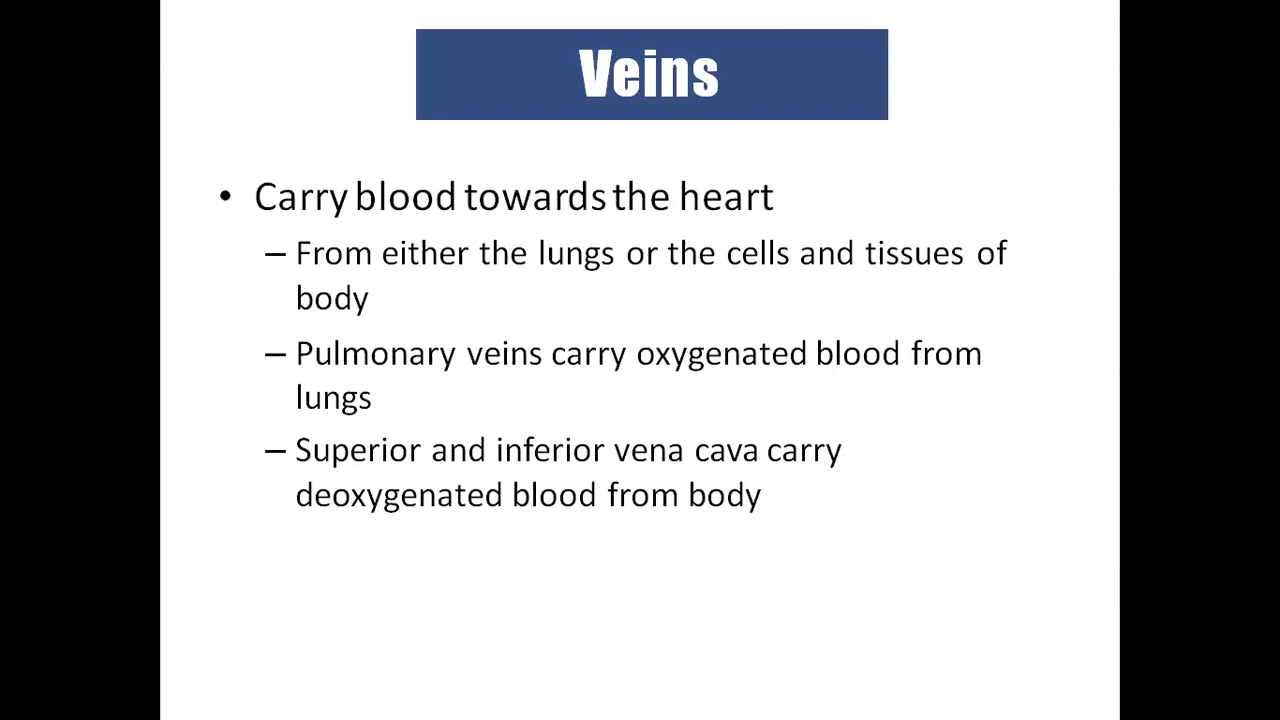 Veins
• Carry blood towards the heart
– From either the lungs or the cells and tissues of
body
– Pulmonary veins carry oxygenated blood from
lungs
– Superior and inferior vena cava carry
deoxygenated blood from body